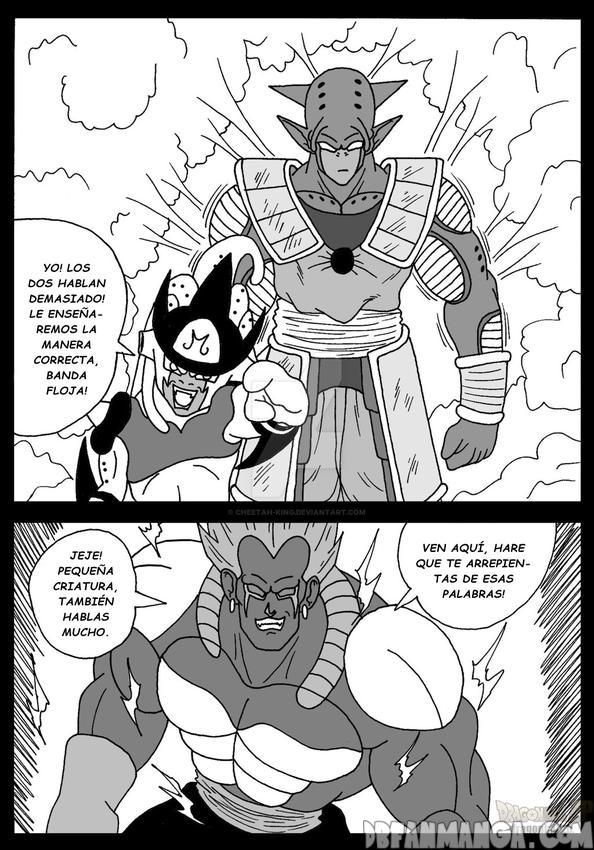 YO! LOS
DOS HABLAN
DEMASIADO!
LE ENSEÑA-
REMOS LA
MANERA
CORRECTA,
BANDA
FLOJA!
M
© CHEETAH-KING.DEVIANTART.COM
JEJE!
PEQUEÑA
CRIATURA,
TAMBIÉN
HABLAS
MUCHO.
VEN AQUÍ, HARE
QUE TE ARREPIEN-
TAS DE ESAS
PALABRAS!
DBFANMANGA.COM